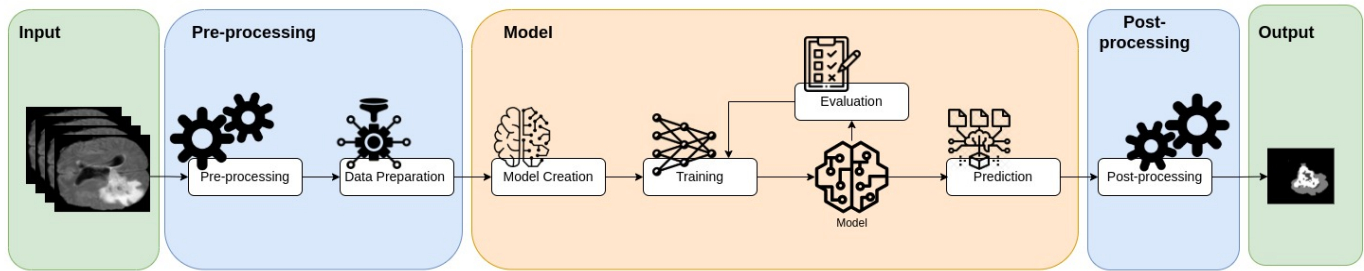 Input
Pre-processing
Model
Post-
processing
Output
Pre-processing
Data Preparation
Model Creation
Training
Evaluation
Model
Prediction
Post-processing